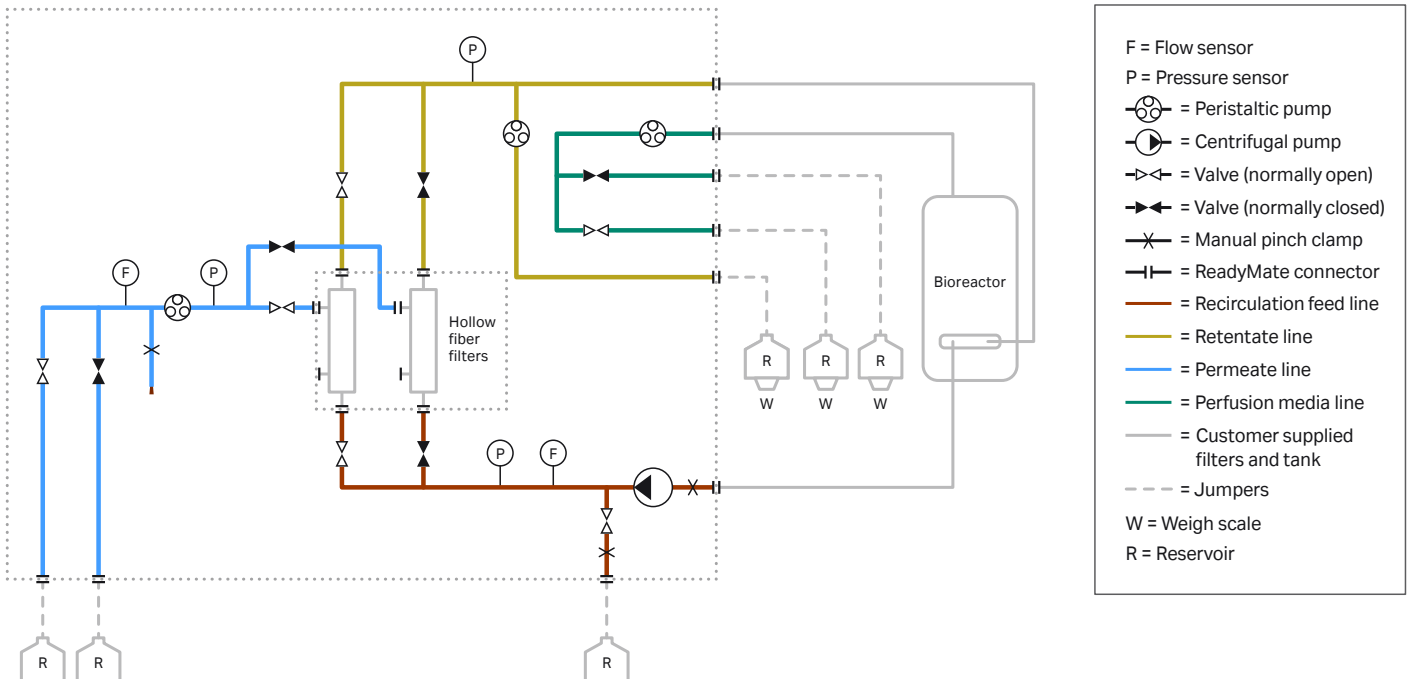 P
F
P
Hollow
fiber
filters
P
F
Bioreactor
R
R
R
W
W
W
R
R
R
F = Flow sensor
P = Pressure sensor
= Peristaltic pump
= Centrifugal pump
= Valve (normally open)
= Valve (normally closed)
= Manual pinch clamp
= ReadyMate connector
= Recirculation feed line
= Retentate line
= Permeate line
= Perfusion media line
= Customer supplied
filters and tank
= Jumpers
W = Weigh scale
R = Reservoir